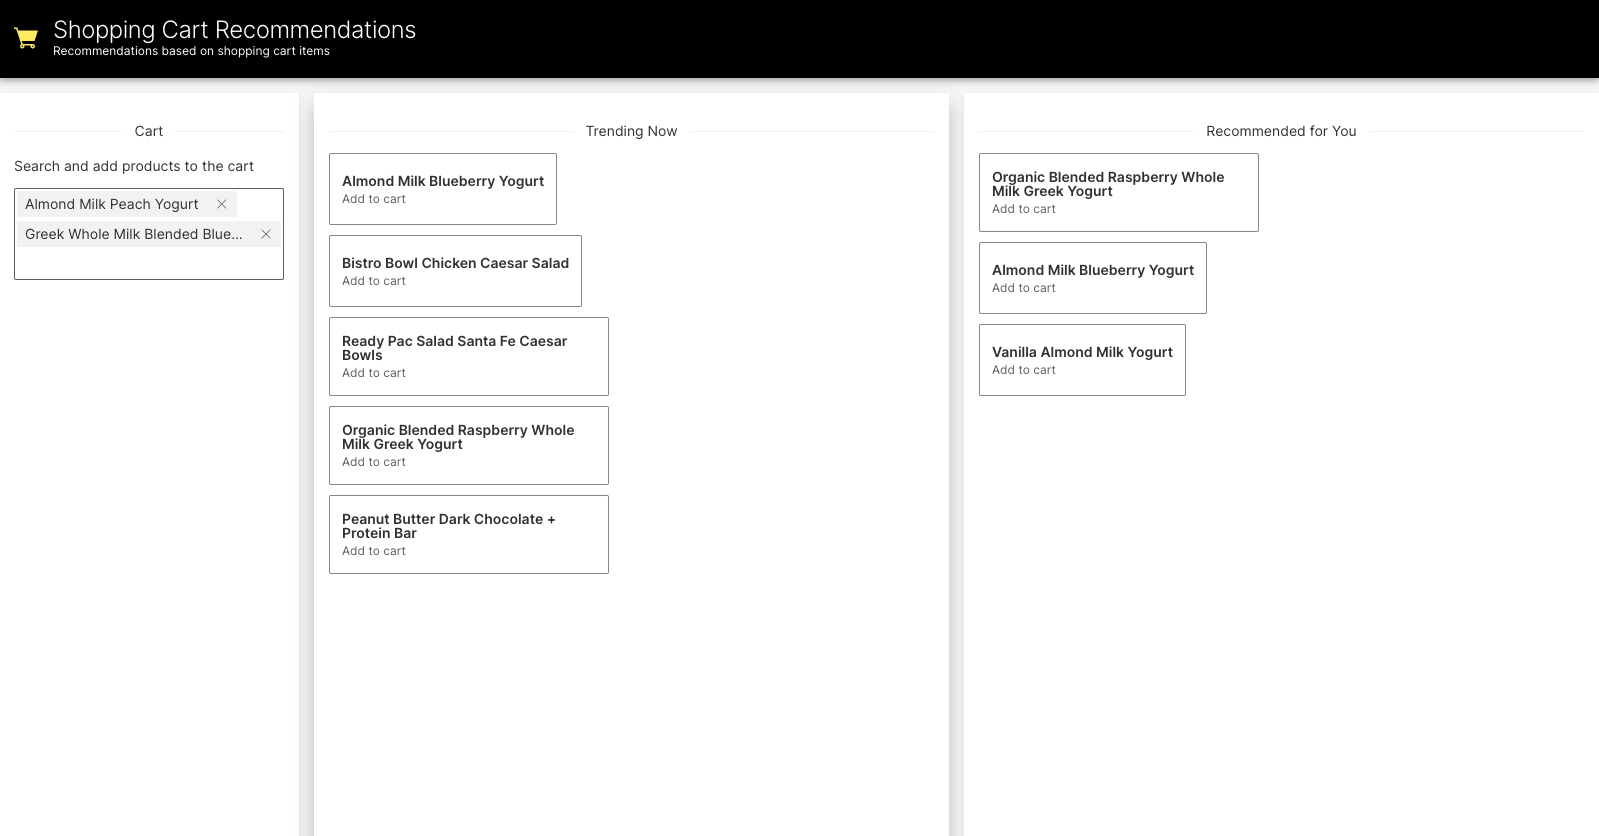 Shopping Cart Recommendations
Recommendations based on shopping cart items
Cart
Search and add products to the cart
Almond Milk Peach Yogurt
Greek Whole Milk Blended Blue...
Trending Now
Almond Milk Blueberry Yogurt
Add to cart
Bistro Bowl Chicken Caesar Salad
Add to cart
Ready Pac Salad Santa Fe Caesar
Bowls
Add to cart
Organic Blended Raspberry Whole
Milk Greek Yogurt
Add to cart
Peanut Butter Dark Chocolate +
Protein Bar
Add to cart
Recommended for You
Organic Blended Raspberry Whole
Milk Greek Yogurt
Add to cart
Almond Milk Blueberry Yogurt
Add to cart
Vanilla Almond Milk Yogurt
Add to cart